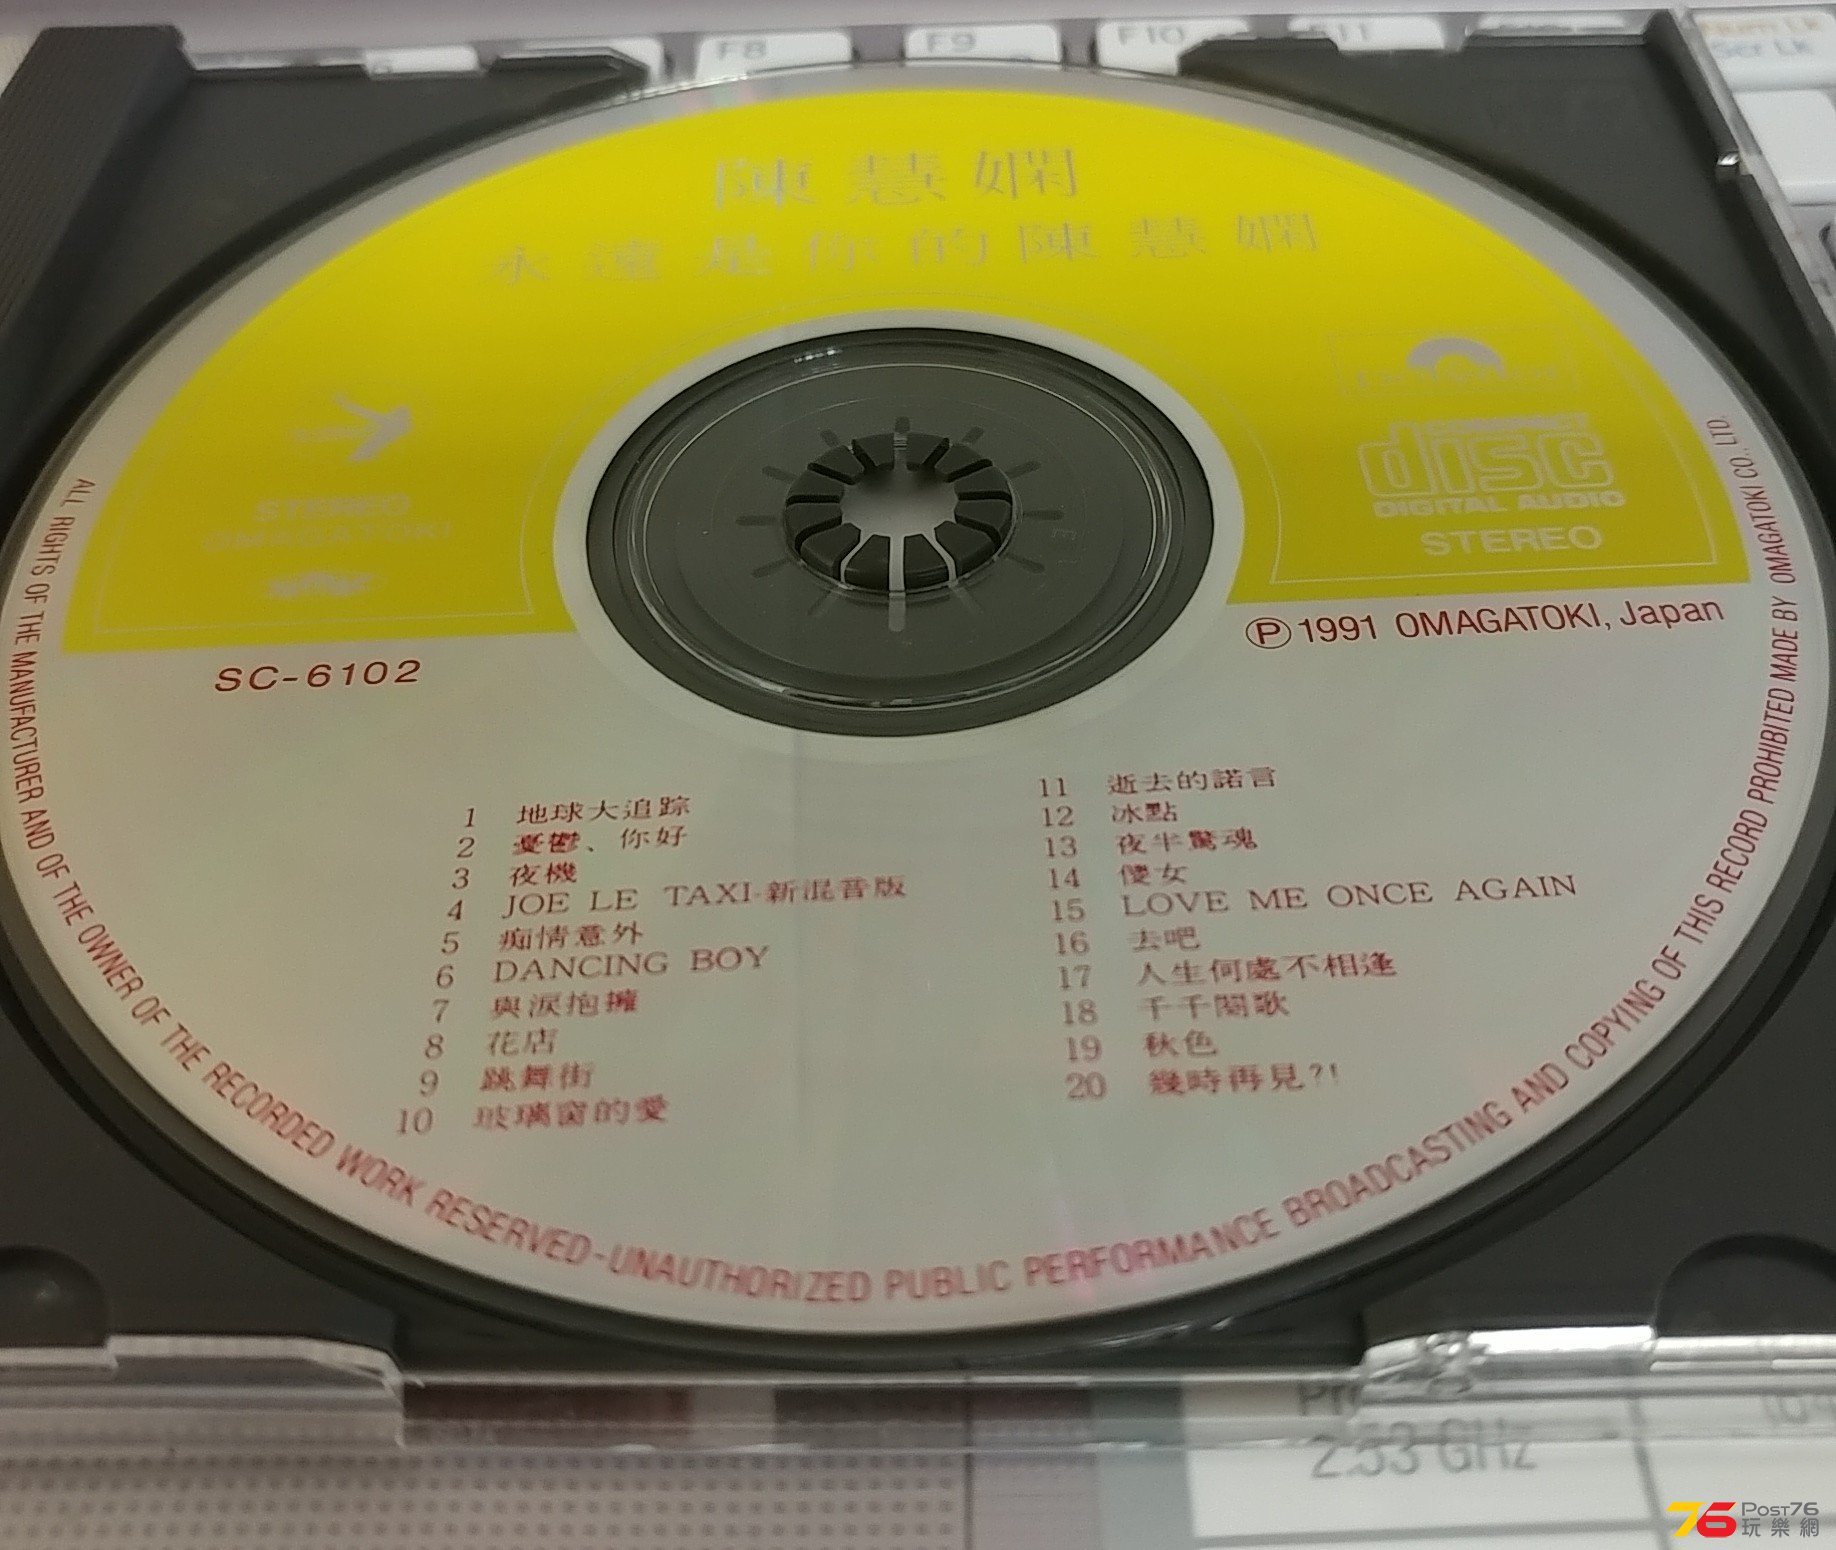 F8
F9
F10
陳慧嫻
永遠是你的陳慧嫻
STEREO
OMAGATOKI
disc
DIGITAL AUDIO
STEREO
SC-6102
Ⓟ1991 OMAGATOKI, Japan
1 地球大追踪
2 憂鬱、你好
3 夜機
4 JOE LE TAXI·新混音版
5 痴情意外
6 DANCING BOY
7 與淚抱擁
8 花店
9 跳舞街
10 玻璃窗的愛
11 逝去的諾言
12 冰點
13 夜半驚魂
14 傻女
15 LOVE ME ONCE AGAIN
16 去吧
17 人生何處不相逢
18 千千闋歌
19 秋色
20 幾時再見?!
ALL RIGHTS OF THE MANUFACTURER AND OF THE OWNER OF THE RECORDED WORK RESERVED-UNAUTHORIZED PUBLIC PERFORMANCE BROADCASTING AND COPYING OF THIS RECORD PROHIBITED MADE BY OMAGATOKI CO., LTD.
2.53 GHz
76 POST76
玩樂網